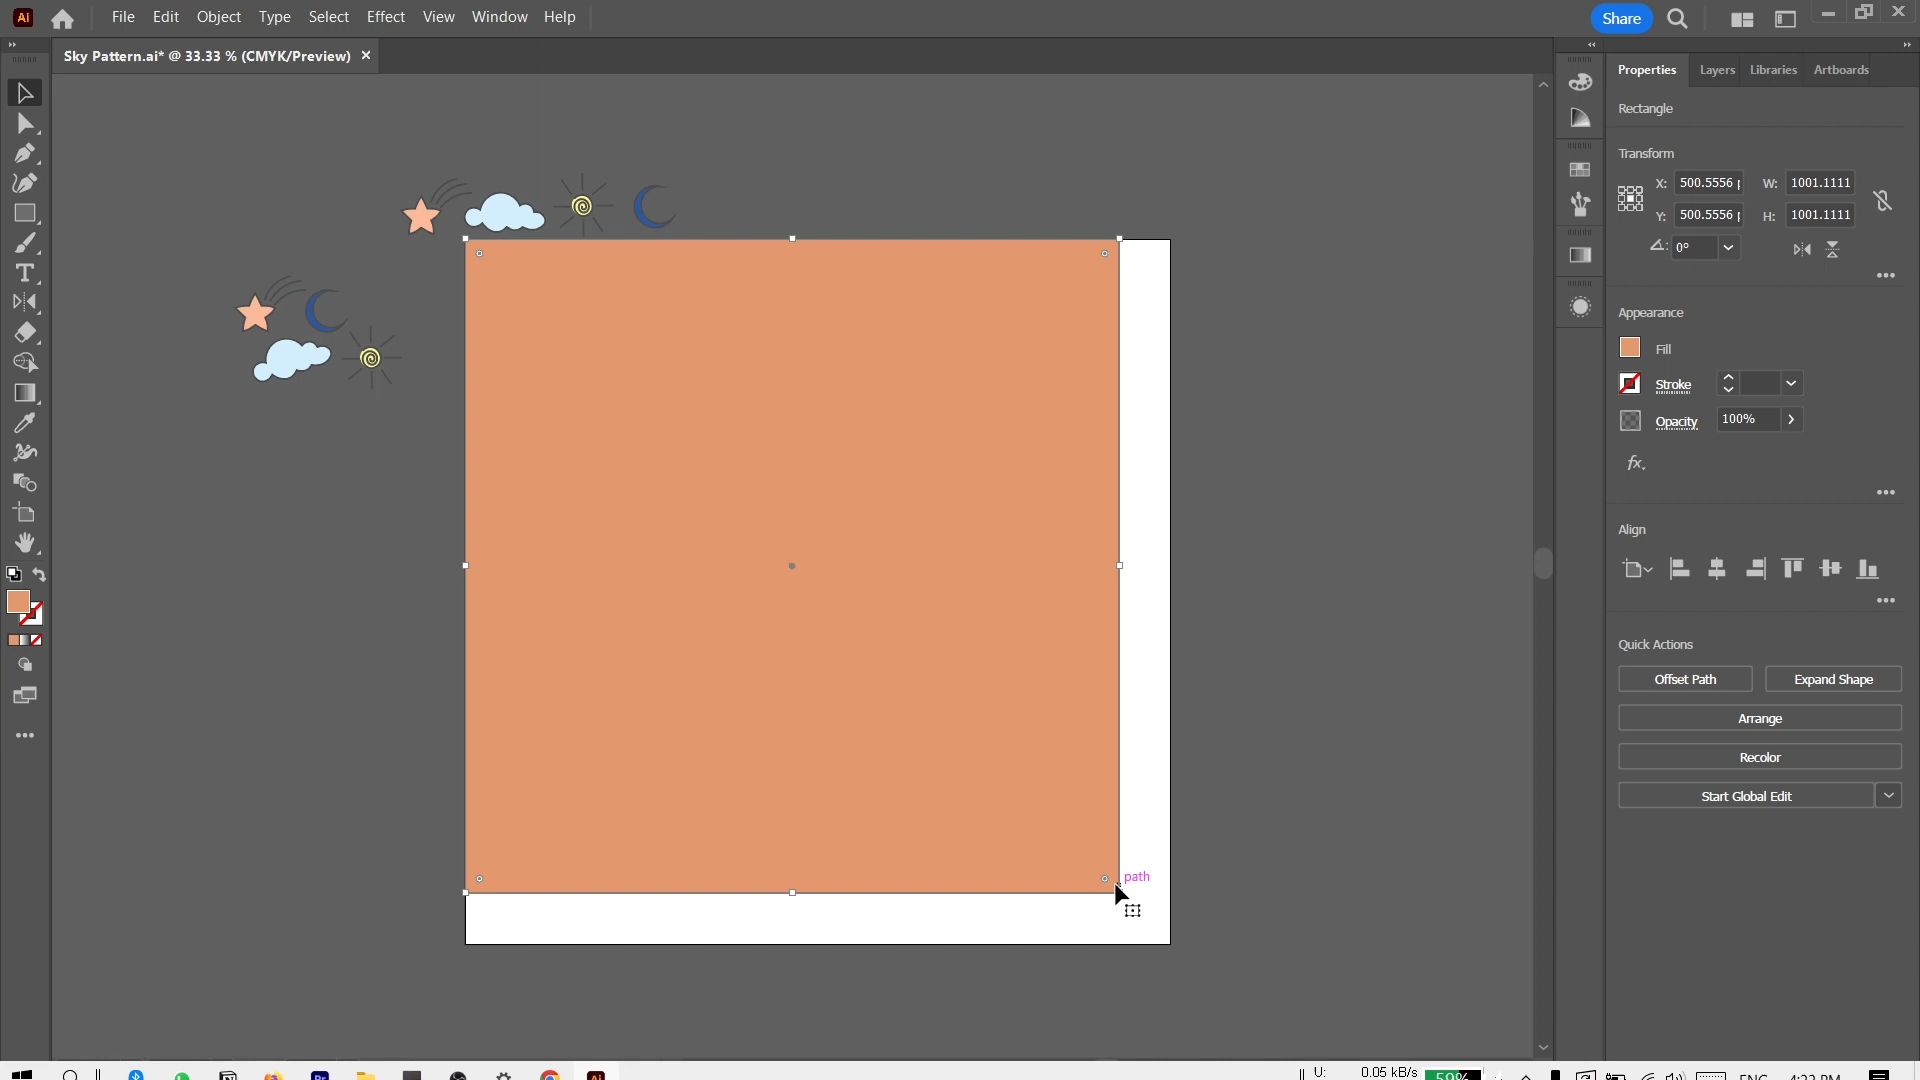 Ai File Edit Object Type Select Effect View Window Help Share
Sky Pattern.ai* @ 33.33 % (CMYK/Preview) ×
Properties Layers Libraries Artboards
Rectangle
Transform
X: 500.5556 p W: 1001.1111
Y: 500.5556 p H: 1001.1111
0°
Appearance
Fill
Stroke
Opacity 100%
fx.
Align
Quick Actions
Offset Path Expand Shape
Arrange
Recolor
Start Global Edit
path
U: 0.05 kB/s 59% ENG 4:22 PM